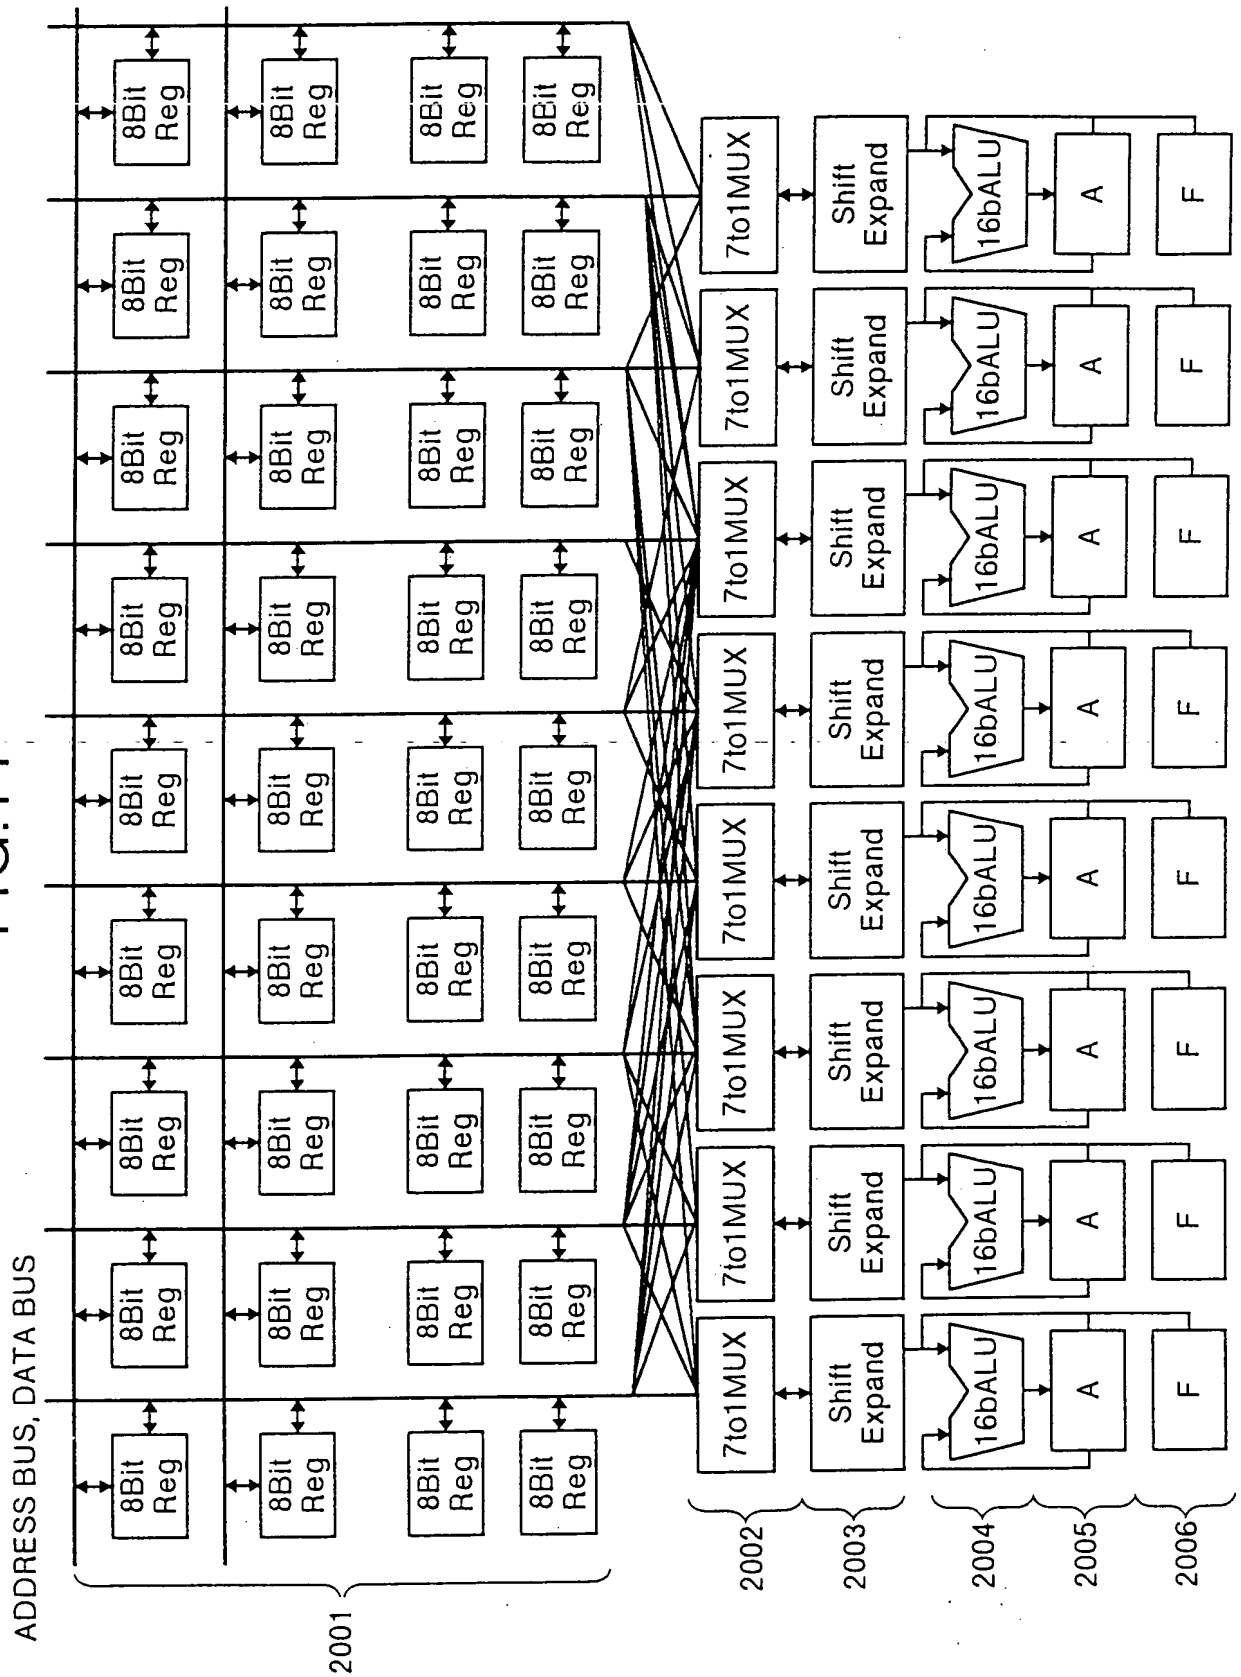 ADDRESS BUS, DATA BUS
8Bit 8Bit 8Bit 8Bit 8Bit 8Bit 8Bit 8Bit 8Bit
Reg Reg Reg Reg Reg Reg Reg Reg Reg
8Bit 8Bit 8Bit 8Bit 8Bit 8Bit 8Bit 8Bit 8Bit
Reg Reg Reg Reg Reg Reg Reg Reg Reg
2001
8Bit 8Bit 8Bit 8Bit 8Bit 8Bit 8Bit 8Bit 8Bit
Reg Reg Reg Reg Reg Reg Reg Reg Reg
8Bit 8Bit 8Bit 8Bit 8Bit 8Bit 8Bit 8Bit 8Bit
Reg Reg Reg Reg Reg Reg Reg Reg Reg
2002 7to1MUX 7to1MUX 7to1MUX 7to1MUX 7to1MUX 7to1MUX 7to1MUX 7to1MUX
2003 Shift Shift Shift Shift Shift Shift Shift Shift
Expand Expand Expand Expand Expand Expand Expand Expand
2004 16bALU 16bALU 16bALU 16bALU 16bALU 16bALU 16bALU 16bALU
2005 A A A A A A A A
2006 F F F F F F F F